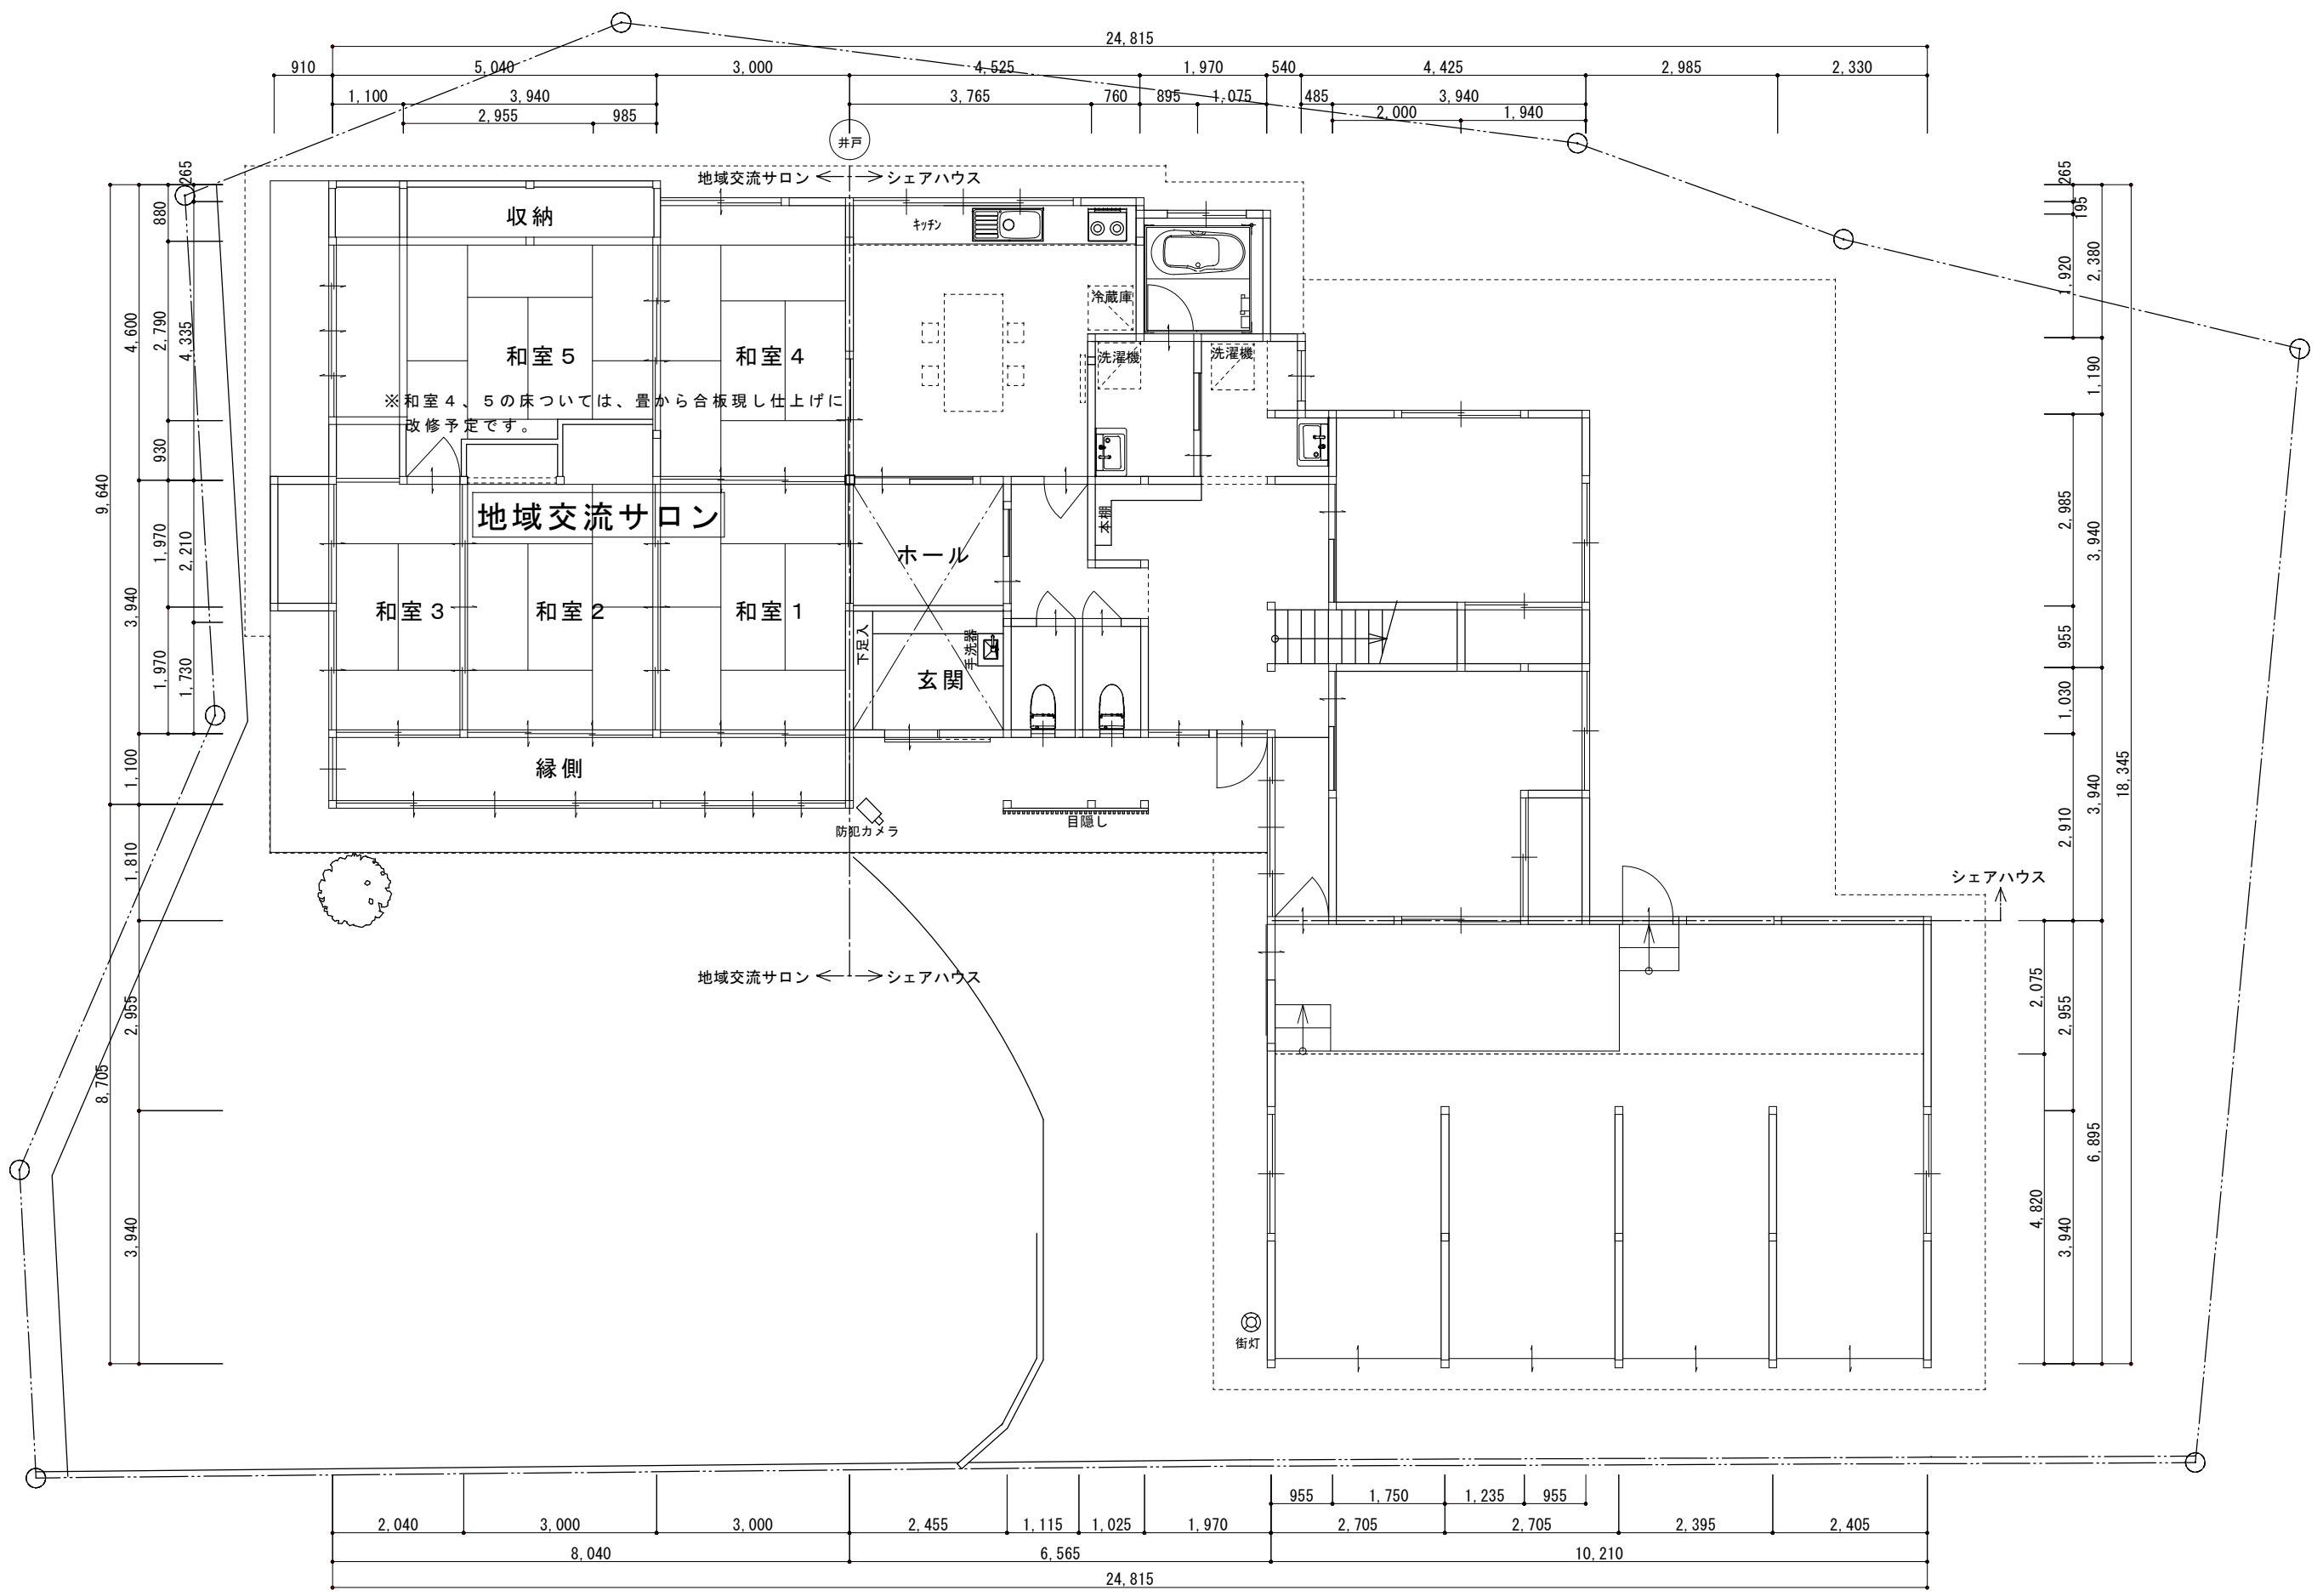 24,815
910 5,040 3,000 4,525 1,970 540 4,425 2,985 2,330
1,100 3,940 3,765 760 895 1,075 485 3,940
2,955 985 2,000 1,940
井戸
地域交流サロン シェアハウス
収納
キッチン
冷蔵庫
洗濯機
洗濯機
和室5
和室4
※和室4、5の床ついては、畳から合板現し仕上げに
改修予定です。
地域交流サロン
ホール
本棚
和室3
和室2
和室1
下足入
手洗器
玄関
縁側
防犯カメラ
目隠し
シェアハウス
地域交流サロン シェアハウス
街灯
265
880
2,790
4,335
4,600
930
9,640
1,970
2,210
3,940
1,970
1,730
1,100
1,810
2,955
8,705
3,940
265
195
1,920
2,380
1,190
2,985
3,940
955
1,030
18,345
3,940
2,910
2,075
2,955
6,895
4,820
3,940
955 1,750 1,235 955
2,040 3,000 3,000 2,455 1,115 1,025 1,970 2,705 2,705 2,395 2,405
8,040 6,565 10,210
24,815